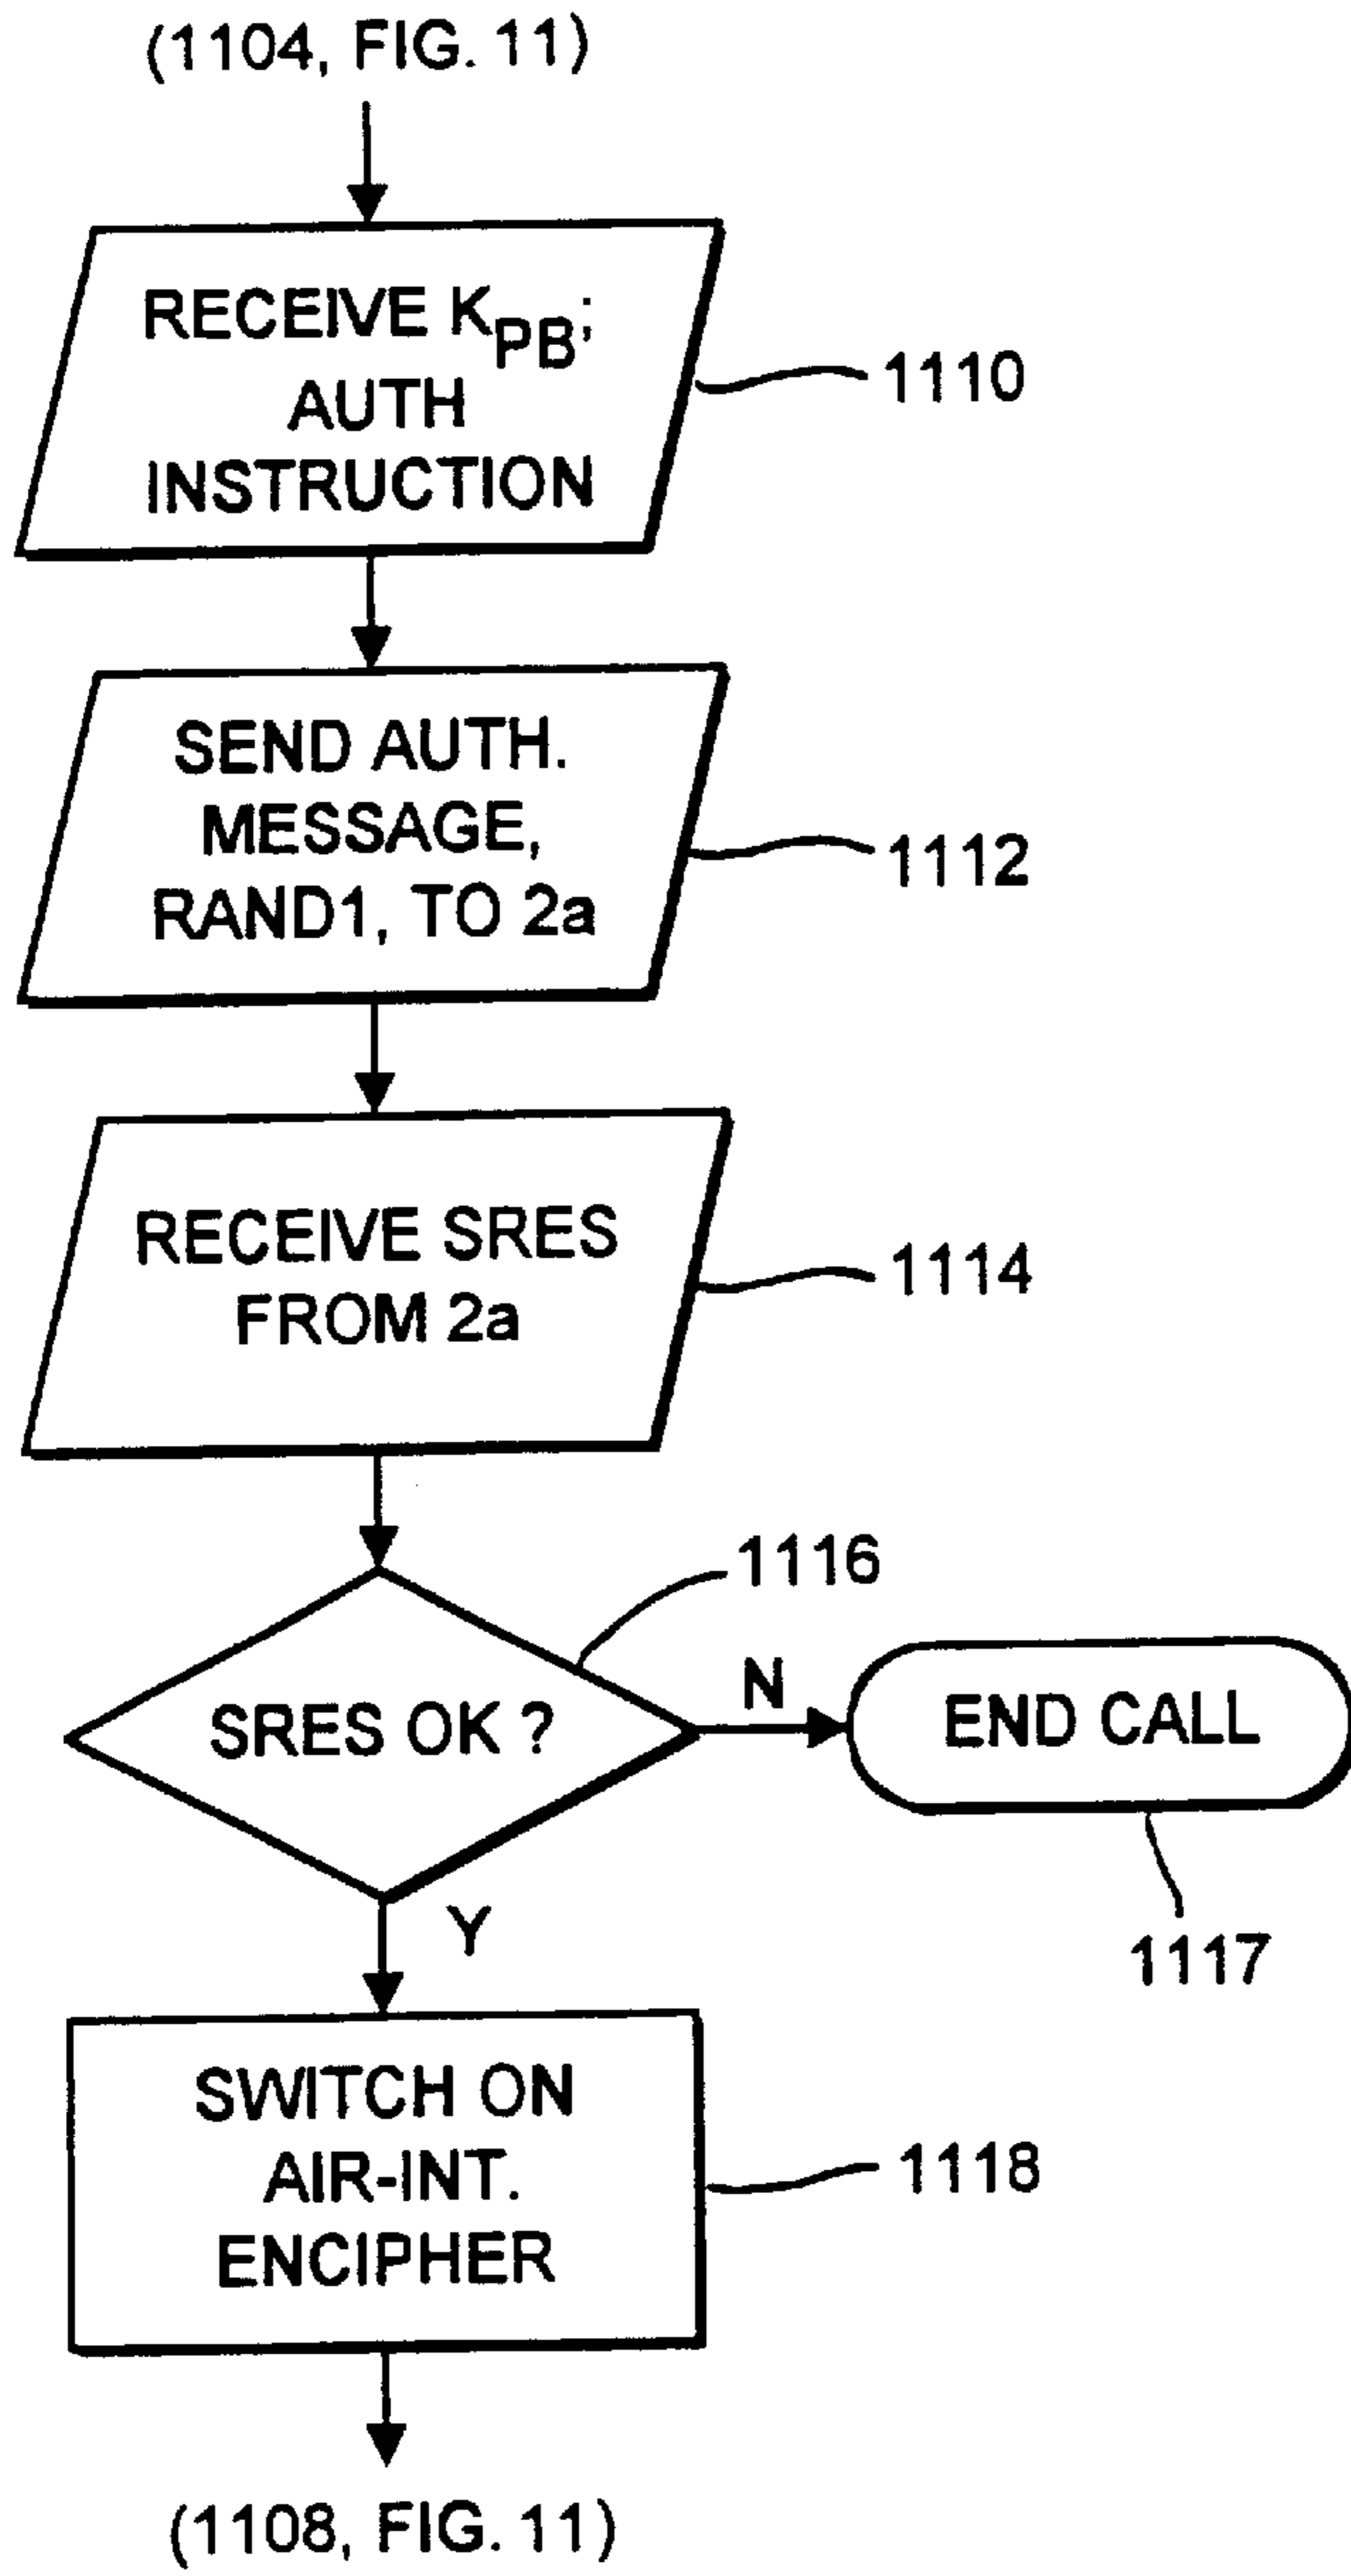 (1104, FIG. 11)
RECEIVE K_PB;
AUTH
INSTRUCTION
1110
SEND AUTH.
MESSAGE,
RAND1, TO 2a
1112
RECEIVE SRES
FROM 2a
1114
1116
SRES OK ?
N
END CALL
1117
Y
SWITCH ON
AIR-INT.
ENCIPHER
1118
(1108, FIG. 11)